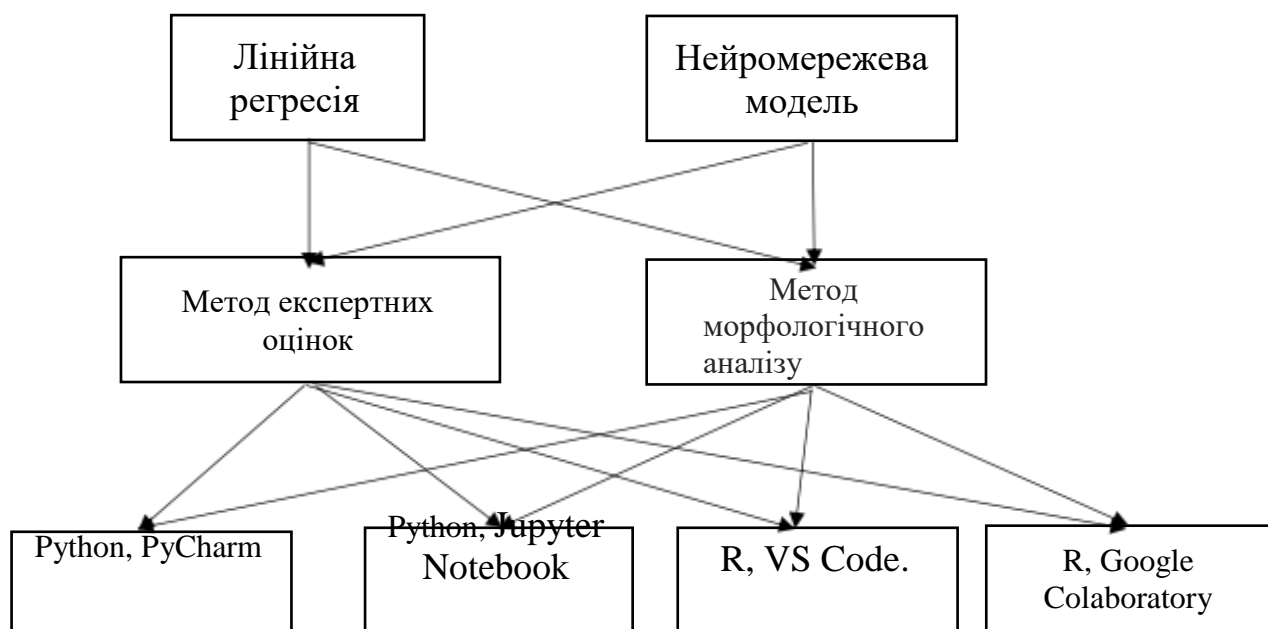 Лінійна
регресія
Нейромережева
модель
Метод експертних
оцінок
Метод
морфологічного
аналізу
Python, PyCharm
Python, Jupyter
Notebook
R, VS Code.
R, Google
Colaboratory